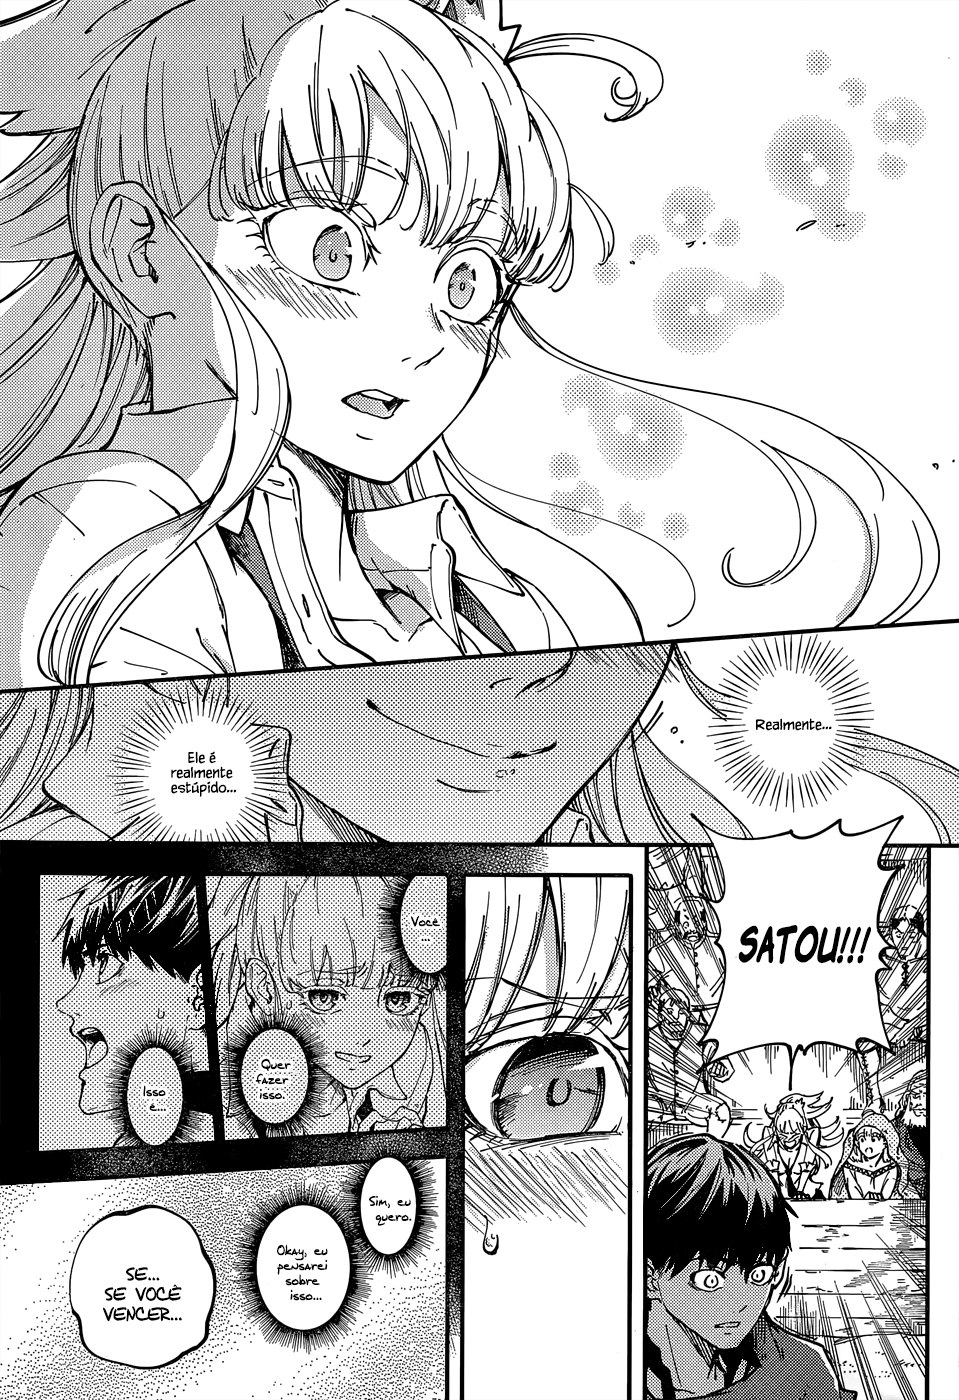 Realmente...
Ele é
realmente
estúpido...
SATOU!!!
Você
...
Quer
fazer
isso.
Isso
é...
Sim, eu
quero.
Okay, eu
pensarei
sobre
isso...
SE...
SE VOCÊ
VENCER...